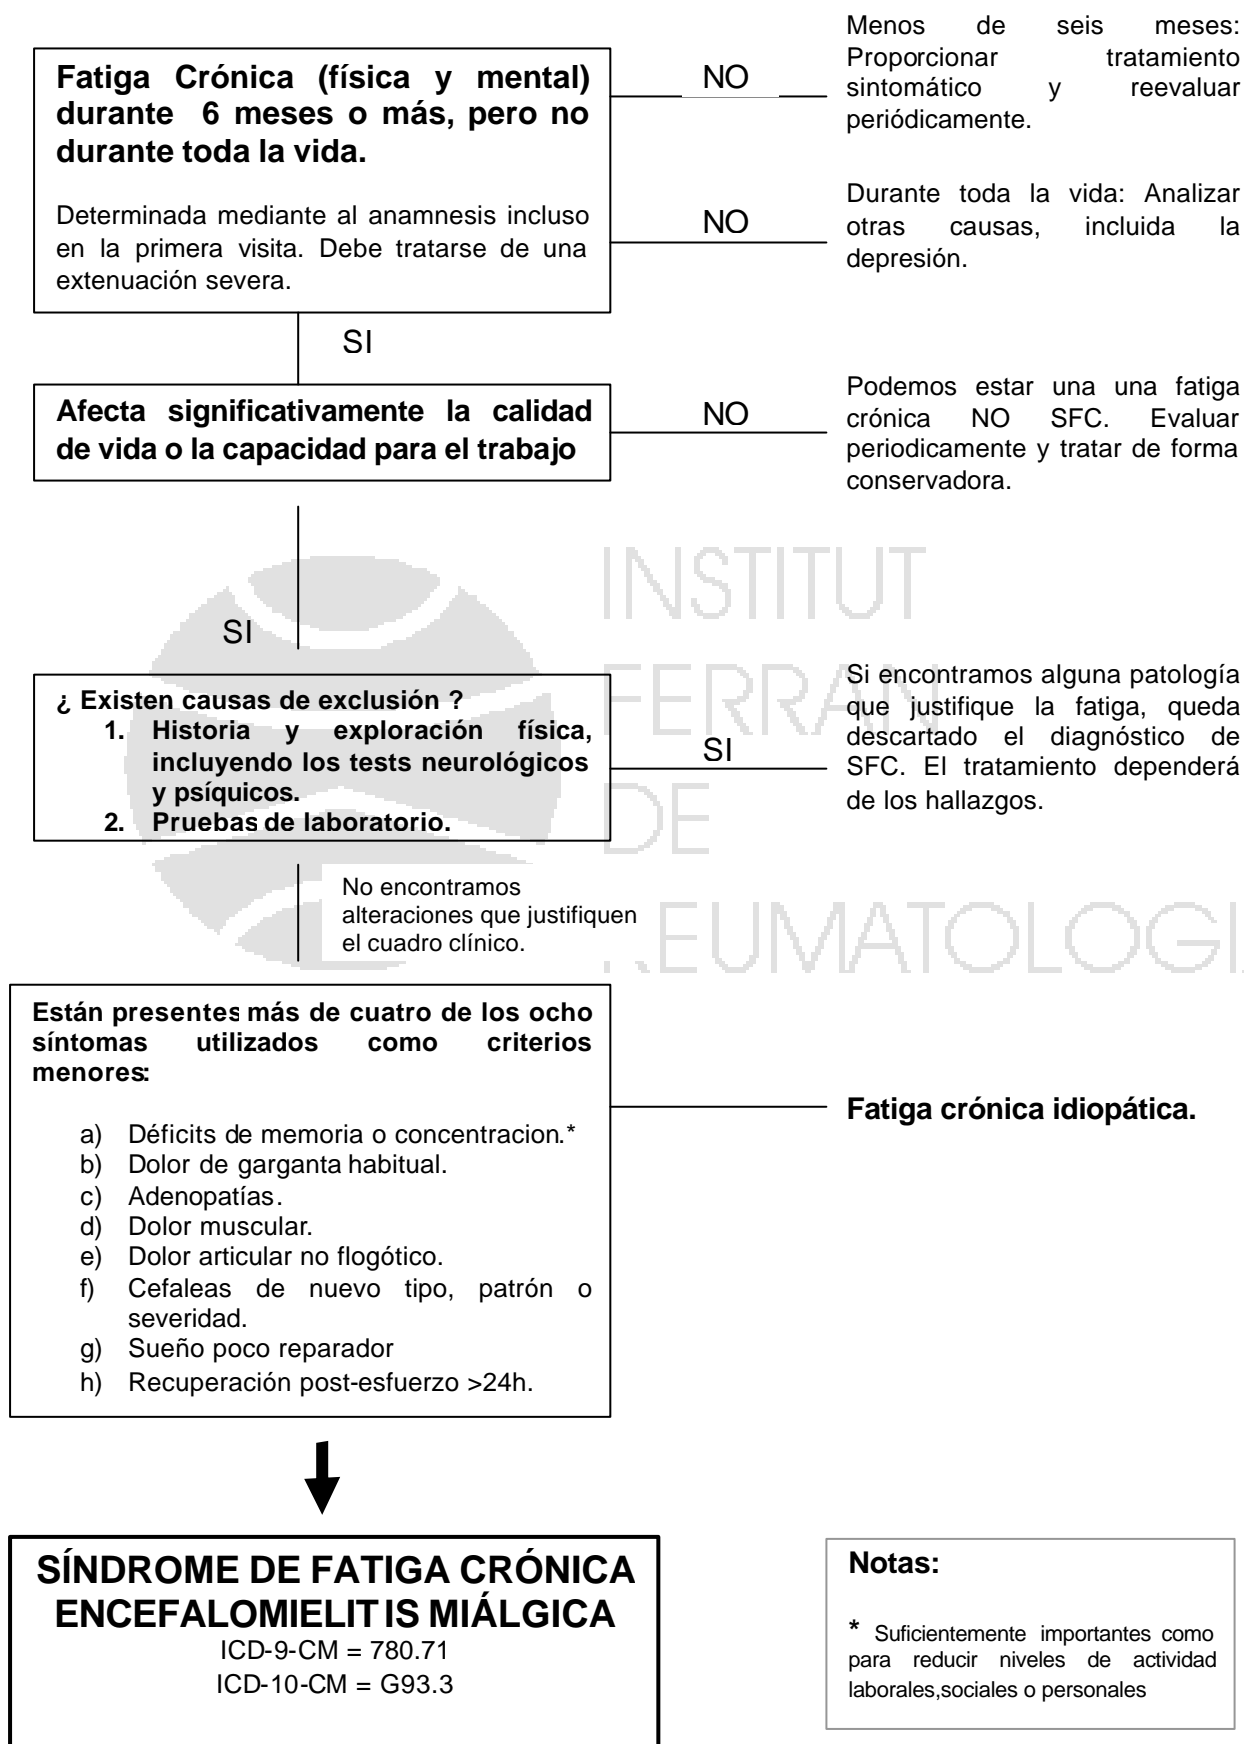 Fatiga Crónica (física y mental)
durante 6 meses o más, pero no
durante toda la vida.
Determinada mediante al anamnesis incluso
en la primera visita. Debe tratarse de una
extenuación severa.
NO
Menos de seis meses:
Proporcionar tratamiento
sintomático y reevaluar
periódicamente.
NO
Durante toda la vida: Analizar
otras causas, incluida la
depresión.
SI
Afecta significativamente la calidad
de vida o la capacidad para el trabajo
NO
Podemos estar una una fatiga
crónica NO SFC. Evaluar
periodicamente y tratar de forma
conservadora.
SI
INSTITUT
FERRAN
DE
REUMATOLOGI
¿ Existen causas de exclusión ?
1. Historia y exploración física,
incluyendo los tests neurológicos
y psíquicos.
2. Pruebas de laboratorio.
SI
Si encontramos alguna patología
que justifique la fatiga, queda
descartado el diagnóstico de
SFC. El tratamiento dependerá
de los hallazgos.
No encontramos
alteraciones que justifiquen
el cuadro clínico.
Están presentes más de cuatro de los ocho
síntomas utilizados como criterios
menores:
a) Déficits de memoria o concentracion.*
b) Dolor de garganta habitual.
c) Adenopatías.
d) Dolor muscular.
e) Dolor articular no flogótico.
f) Cefaleas de nuevo tipo, patrón o
severidad.
g) Sueño poco reparador
h) Recuperación post-esfuerzo >24h.
Fatiga crónica idiopática.
SÍNDROME DE FATIGA CRÓNICA
ENCEFALOMIELITIS MIÁLGICA
ICD-9-CM = 780.71
ICD-10-CM = G93.3
Notas:
* Suficientemente importantes como
para reducir niveles de actividad
laborales,sociales o personales